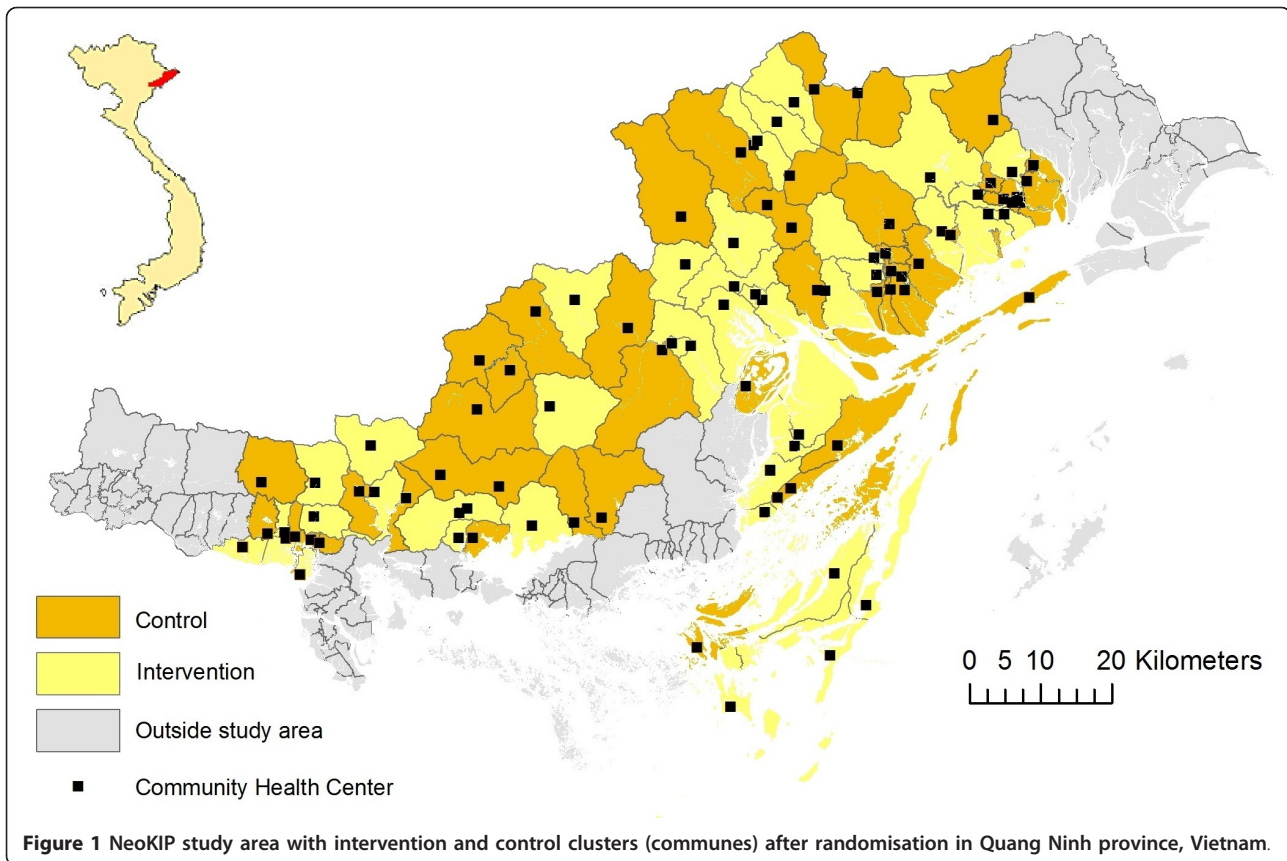 Control
Intervention
Outside study area
Community Health Center
0 5 10 20 Kilometers
Figure 1 NeoKIP study area with intervention and control clusters (communes) after randomisation in Quang Ninh province, Vietnam.